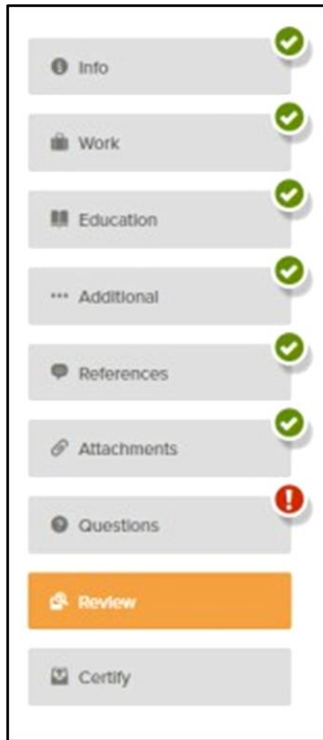 Info
Work
Education
Additional
References
Attachments
Questions
Review
Certify